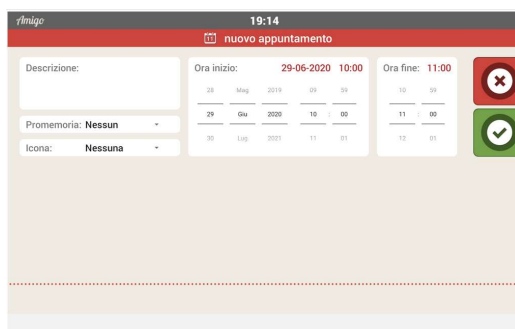 Amigo
19:14
11 nuovo appuntamento
Descrizione:
Ora inizio: 29-06-2020 10:00
Ora fine: 11:00
28 Mag 2019 09 59
10 59
29 Giu 2020 10 : 00
11 : 00
30 Lug 2021 11 01
12 01
Promemoria: Nessun
Icona: Nessuna